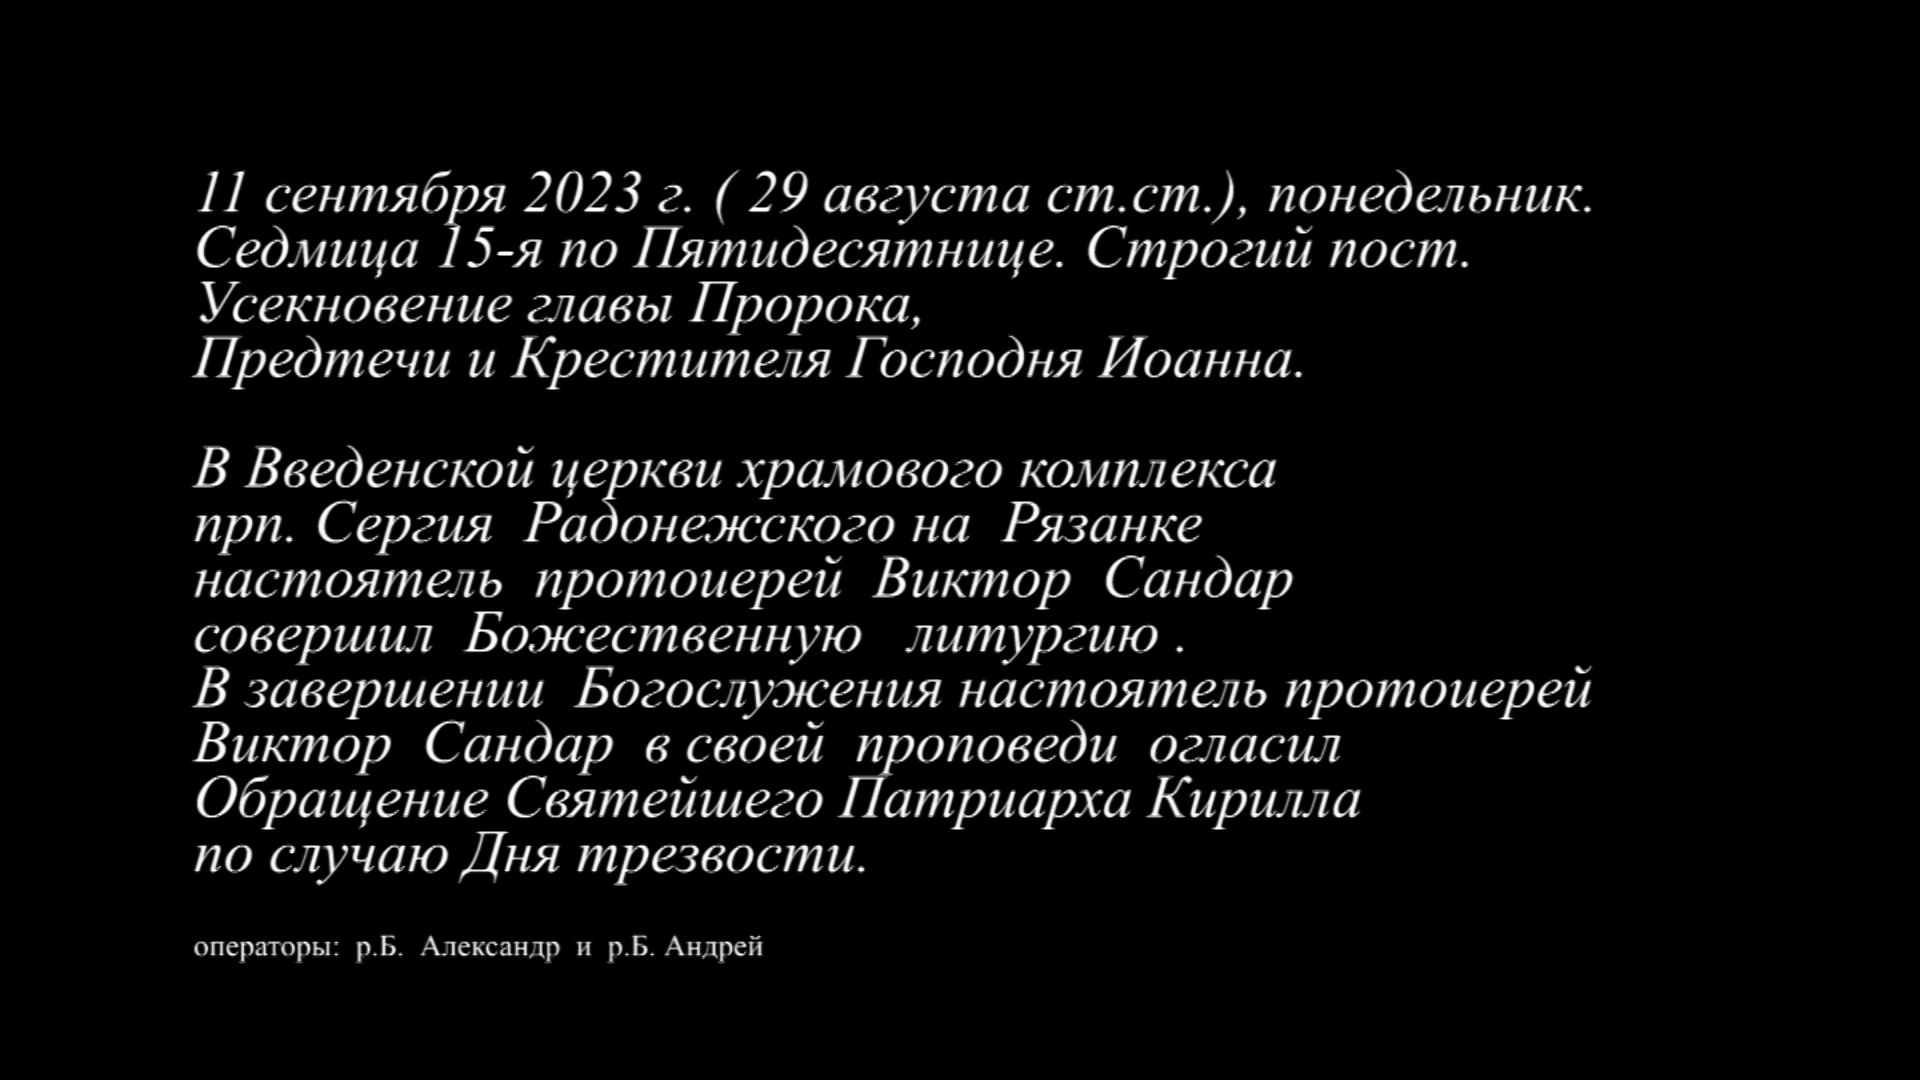 11 сентября 2023 г. ( 29 августа ст.ст.), понедельник.
Седмица 15-я по Пятидесятнице. Строгий пост.
Усекновение главы Пророка,
Предтечи и Крестителя Господня Иоанна.
В Введенской церкви храмового комплекса
прп. Сергия Радонежского на Рязанке
настоятель протоиерей Виктор Сандар
совершил Божественную литургию .
В завершении Богослужения настоятель протоиерей
Виктор Сандар в своей проповеди огласил
Обращение Святейшего Патриарха Кирилла
по случаю Дня трезвости.
операторы: р.Б. Александр и р.Б. Андрей